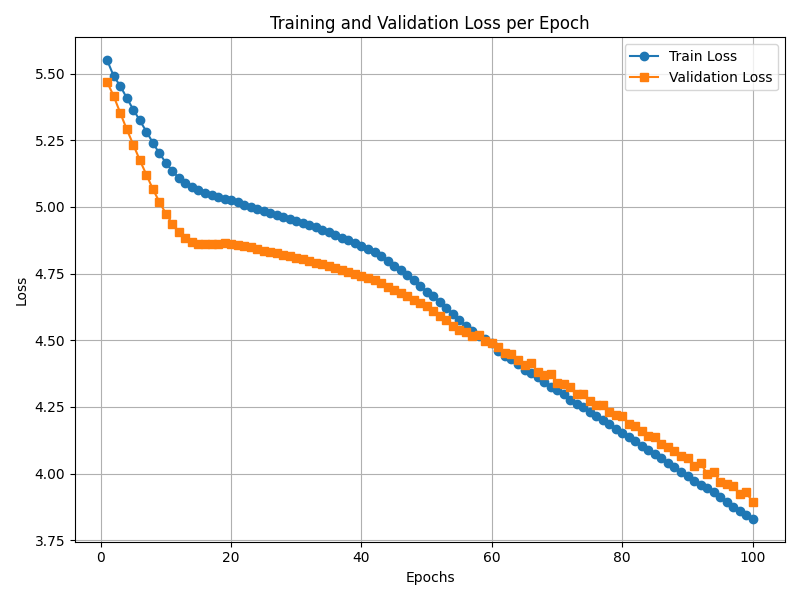 Training and Validation Loss per Epoch
Train Loss
Validation Loss
5.50
5.25
5.00
4.75
4.50
4.25
4.00
3.75
Loss
0 20 40 60 80 100
Epochs